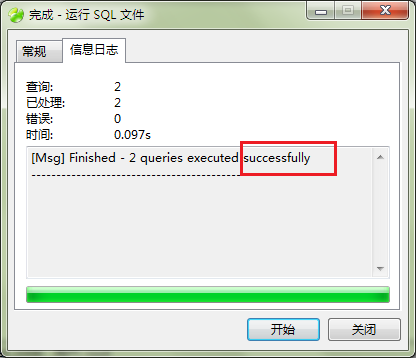 完成 - 运行 SQL 文件
常规 信息日志
查询: 2
已处理: 2
错误: 0
时间: 0.097s
[Msg] Finished - 2 queries executed successfully
--------------------------------------------------
开始 关闭